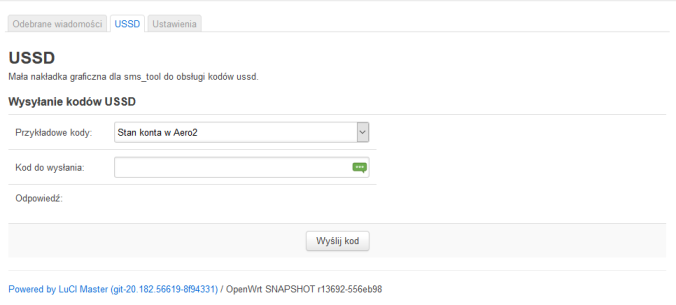 Odebrane wiadomości USSD Ustawienia
USSD
Mała nakładka graficzna dla sms_tool do obsługi kodów ussd.
Wysyłanie kodów USSD
Przykładowe kody: Stan konta w Aero2
Kod do wysłania:
Odpowiedź:
Wyślij kod
Powered by LuCI Master (git-20.182.56619-8f94331) / OpenWrt SNAPSHOT r13692-556eb98